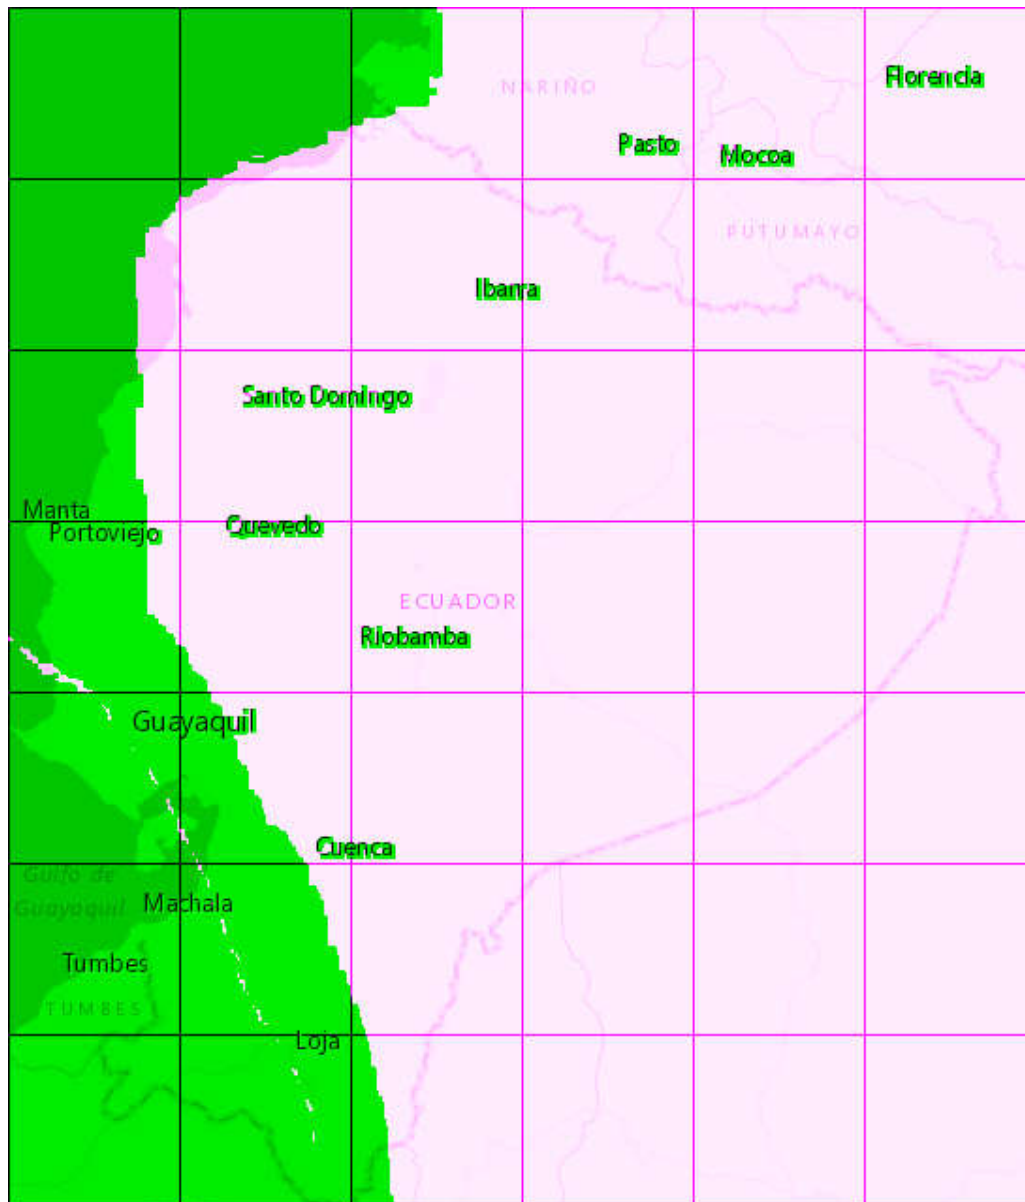 Florencia
NARIÑO
Pasto
Mocoa
PUTUMAYO
Ibarra
Santo Domingo
Manta
Portoviejo
Quevedo
ECUADOR
Riobamba
Guayaquil
Cuenca
Golfo de
Guayaquil
Machala
Tumbes
TUMBES
Loja